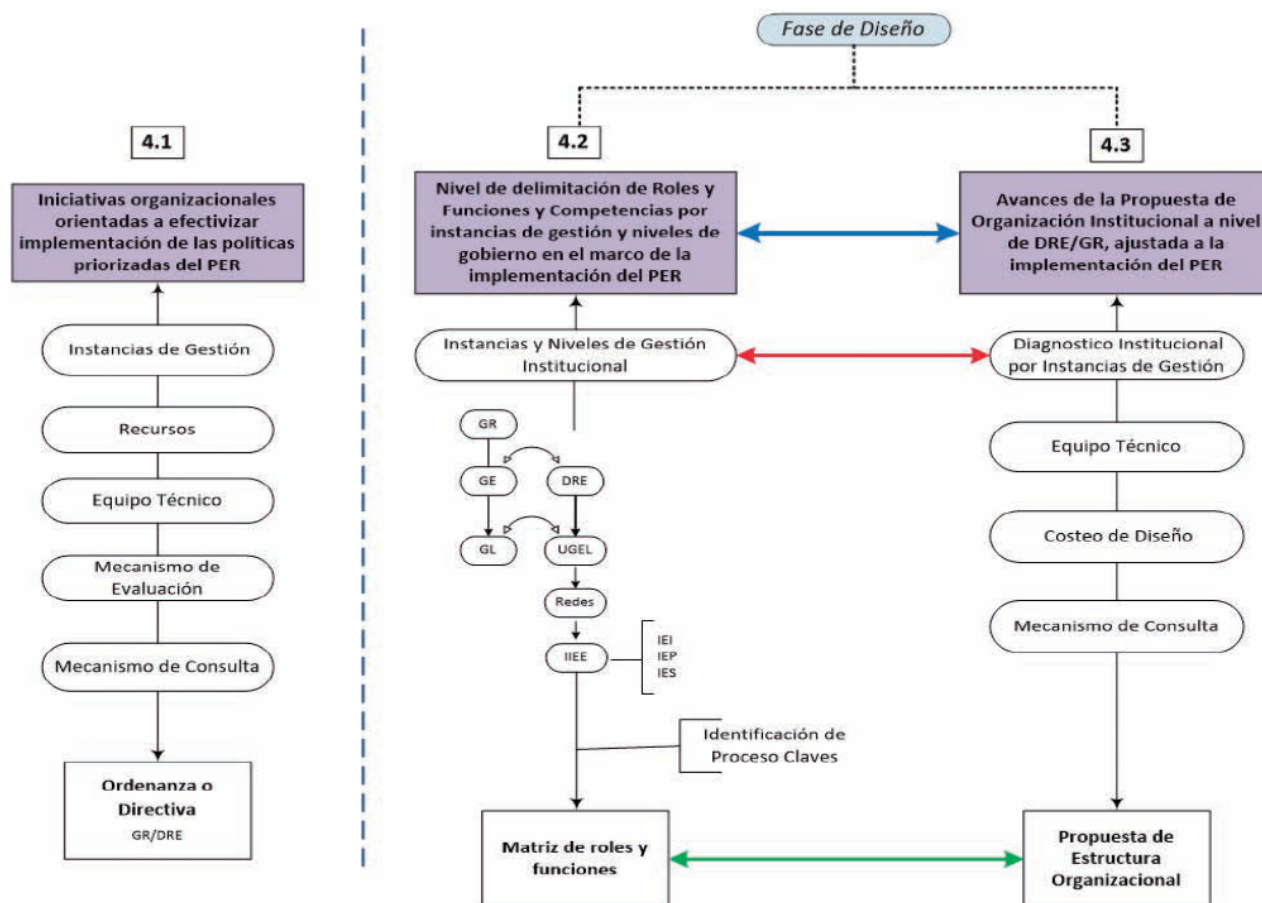 Fase de Diseño
4.1
Iniciativas organizacionales
orientadas a efectivizar
implementación de las políticas
priorizadas del PER
Instancias de Gestión
Recursos
Equipo Técnico
Mecanismo de
Evaluación
Mecanismo de Consulta
Ordenanza o
Directiva
GR/DRE
4.2
Nivel de delimitación de Roles y
Funciones y Competencias por
instancias de gestión y niveles de
gobierno en el marco de la
implementación del PER
Instancias y Niveles de Gestión
Institucional
GR
GE
DRE
GL
UGEL
Redes
IIEE
IEI
IEP
IES
Identificación de
Proceso Claves
Matriz de roles y
funciones
4.3
Avances de la Propuesta de
Organización Institucional a nivel
de DRE/GR, ajustada a la
implementación del PER
Diagnostico Institucional
por Instancias de Gestión
Equipo Técnico
Costeo de Diseño
Mecanismo de Consulta
Propuesta de
Estructura
Organizacional